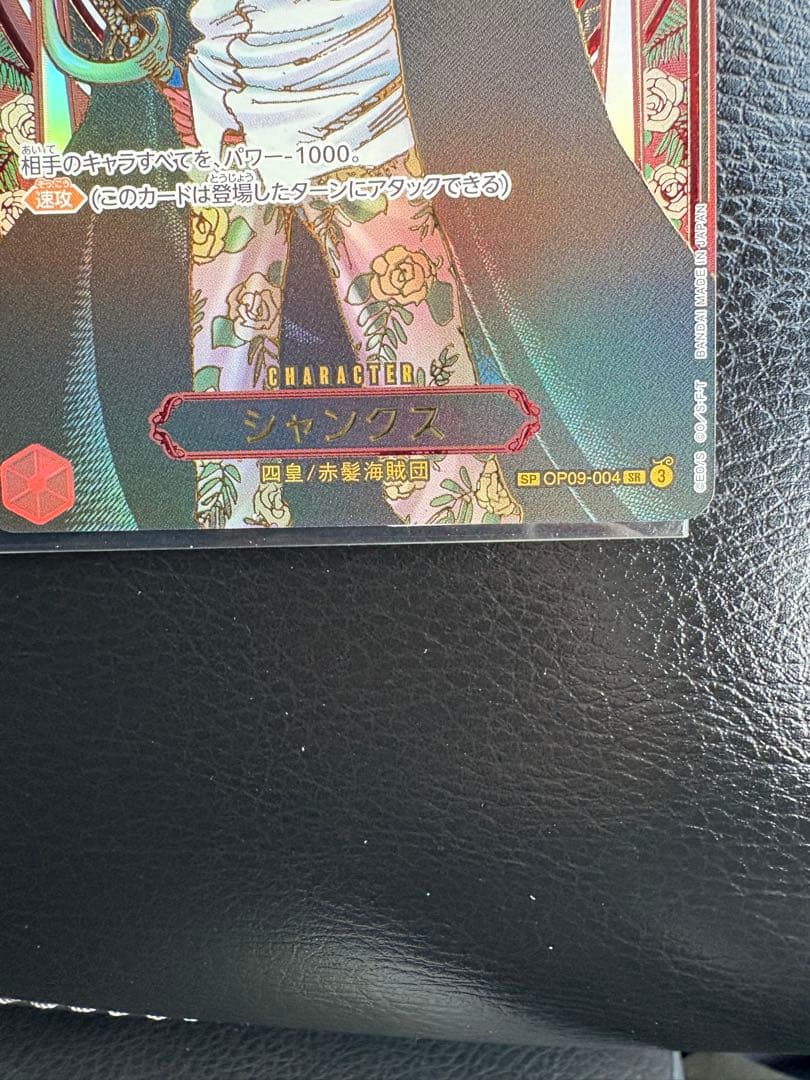 相手のキャラすべてを、パワー-1000。
速攻 (このカードは登場したターンにアタックできる)
CHARACTER
シャンクス
四皇/赤髪海賊団
SP OP09-004 SR 3
©EO/S ©O/S・F・T BANDAI MADE IN JAPAN